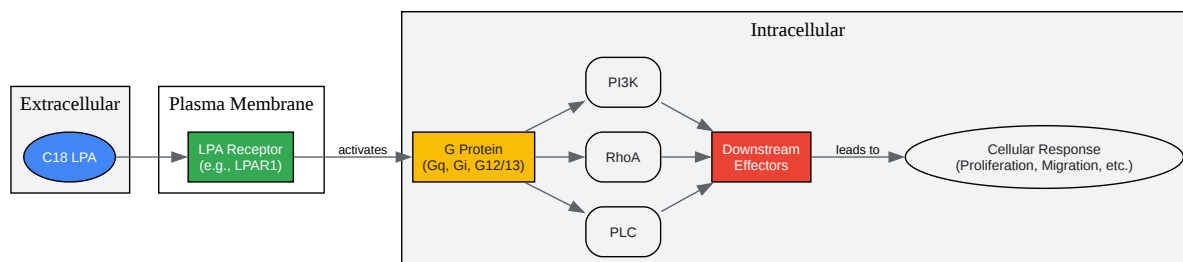 Intracellular
Extracellular
Plasma Membrane
C18 LPA
LPA Receptor
(e.g., LPAR1)
activates
G Protein
(Gq, Gi, G12/13)
PI3K
RhoA
PLC
Downstream
Effectors
leads to
Cellular Response
(Proliferation, Migration, etc.)